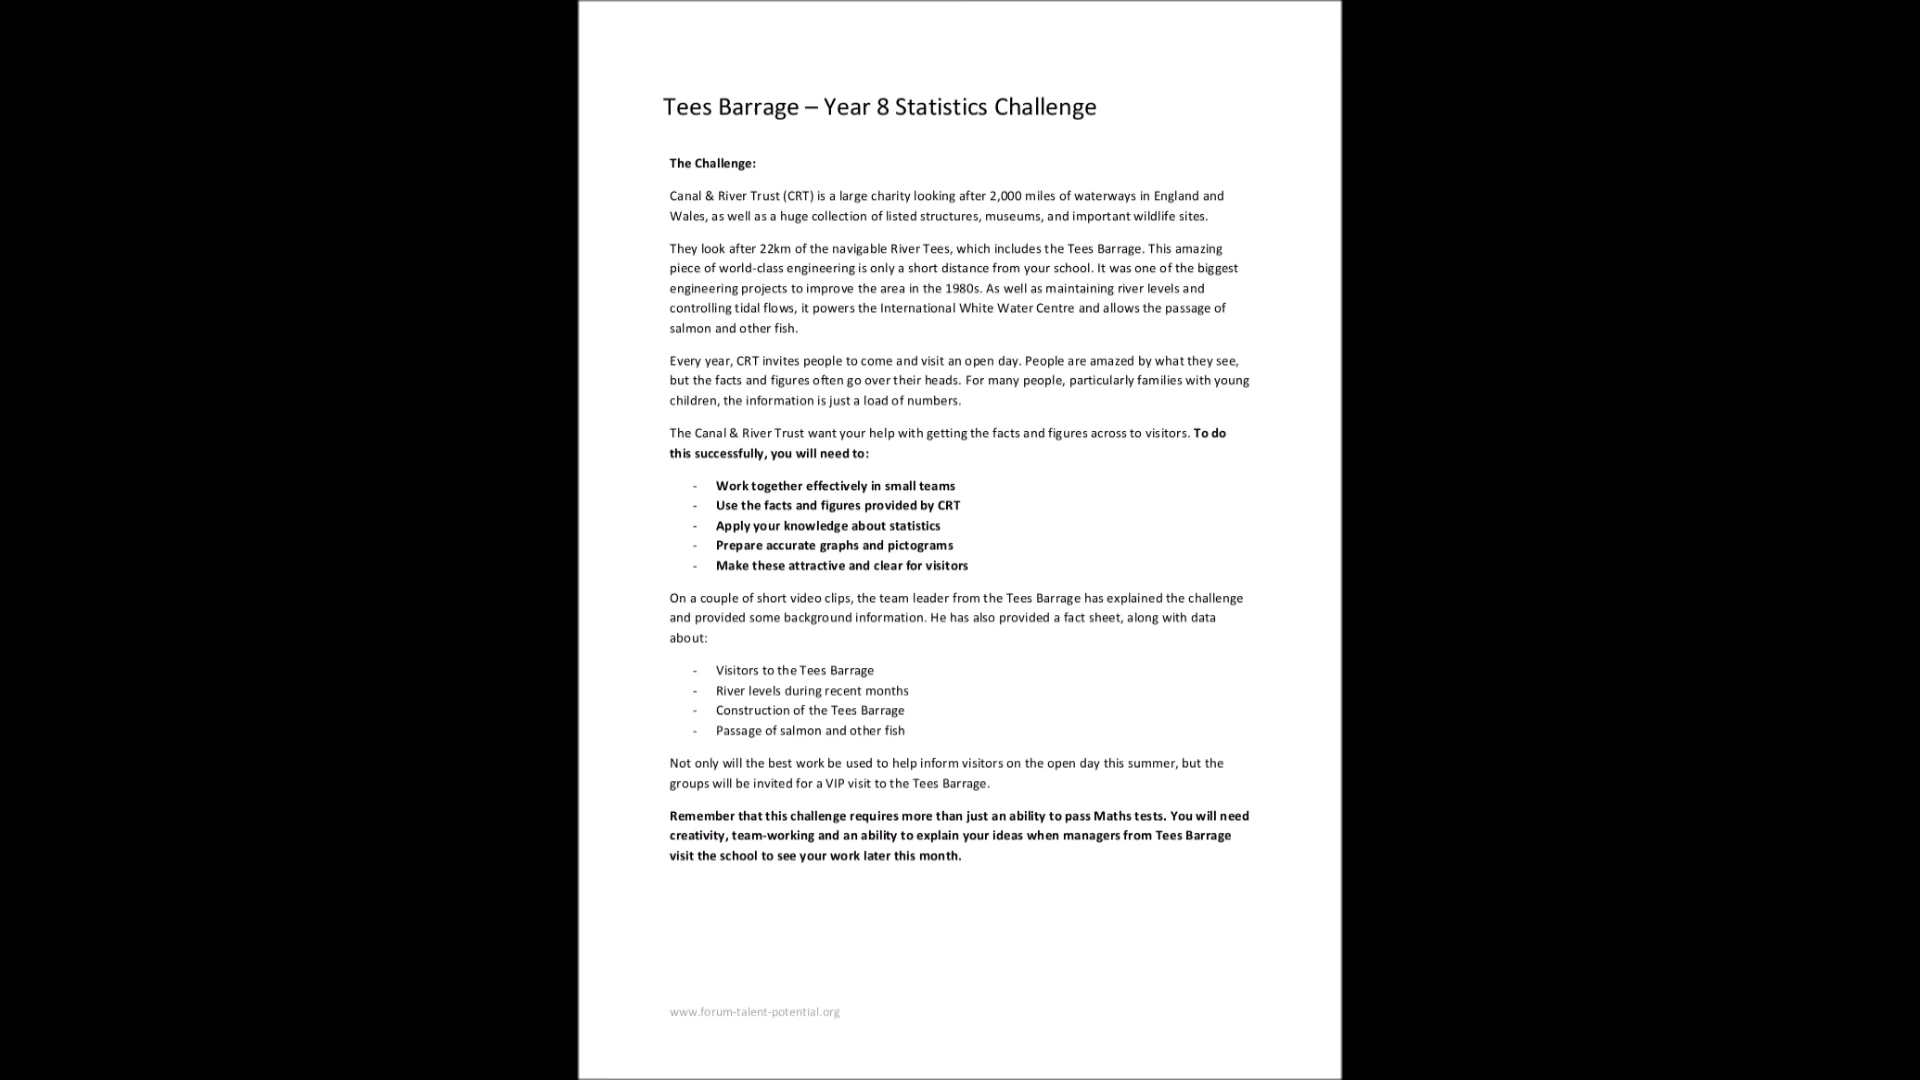 Tees Barrage – Year 8 Statistics Challenge
The Challenge:
Canal & River Trust (CRT) is a large charity looking after 2,000 miles of waterways in England and
Wales, as well as a huge collection of listed structures, museums, and important wildlife sites.
They look after 22km of the navigable River Tees, which includes the Tees Barrage. This amazing
piece of world-class engineering is only a short distance from your school. It was one of the biggest
engineering projects to improve the area in the 1980s. As well as maintaining river levels and
controlling tidal flows, it powers the International White Water Centre and allows the passage of
salmon and other fish.
Every year, CRT invites people to come and visit an open day. People are amazed by what they see,
but the facts and figures often go over their heads. For many people, particularly families with young
children, the information is just a load of numbers.
The Canal & River Trust want your help with getting the facts and figures across to visitors. To do
this successfully, you will need to:
- Work together effectively in small teams
- Use the facts and figures provided by CRT
- Apply your knowledge about statistics
- Prepare accurate graphs and pictograms
- Make these attractive and clear for visitors
On a couple of short video clips, the team leader from the Tees Barrage has explained the challenge
and provided some background information. He has also provided a fact sheet, along with data
about:
- Visitors to the Tees Barrage
- River levels during recent months
- Construction of the Tees Barrage
- Passage of salmon and other fish
Not only will the best work be used to help inform visitors on the open day this summer, but the
groups will be invited for a VIP visit to the Tees Barrage.
Remember that this challenge requires more than just an ability to pass Maths tests. You will need
creativity, team-working and an ability to explain your ideas when managers from Tees Barrage
visit the school to see your work later this month.
www.forum-talent-potential.org